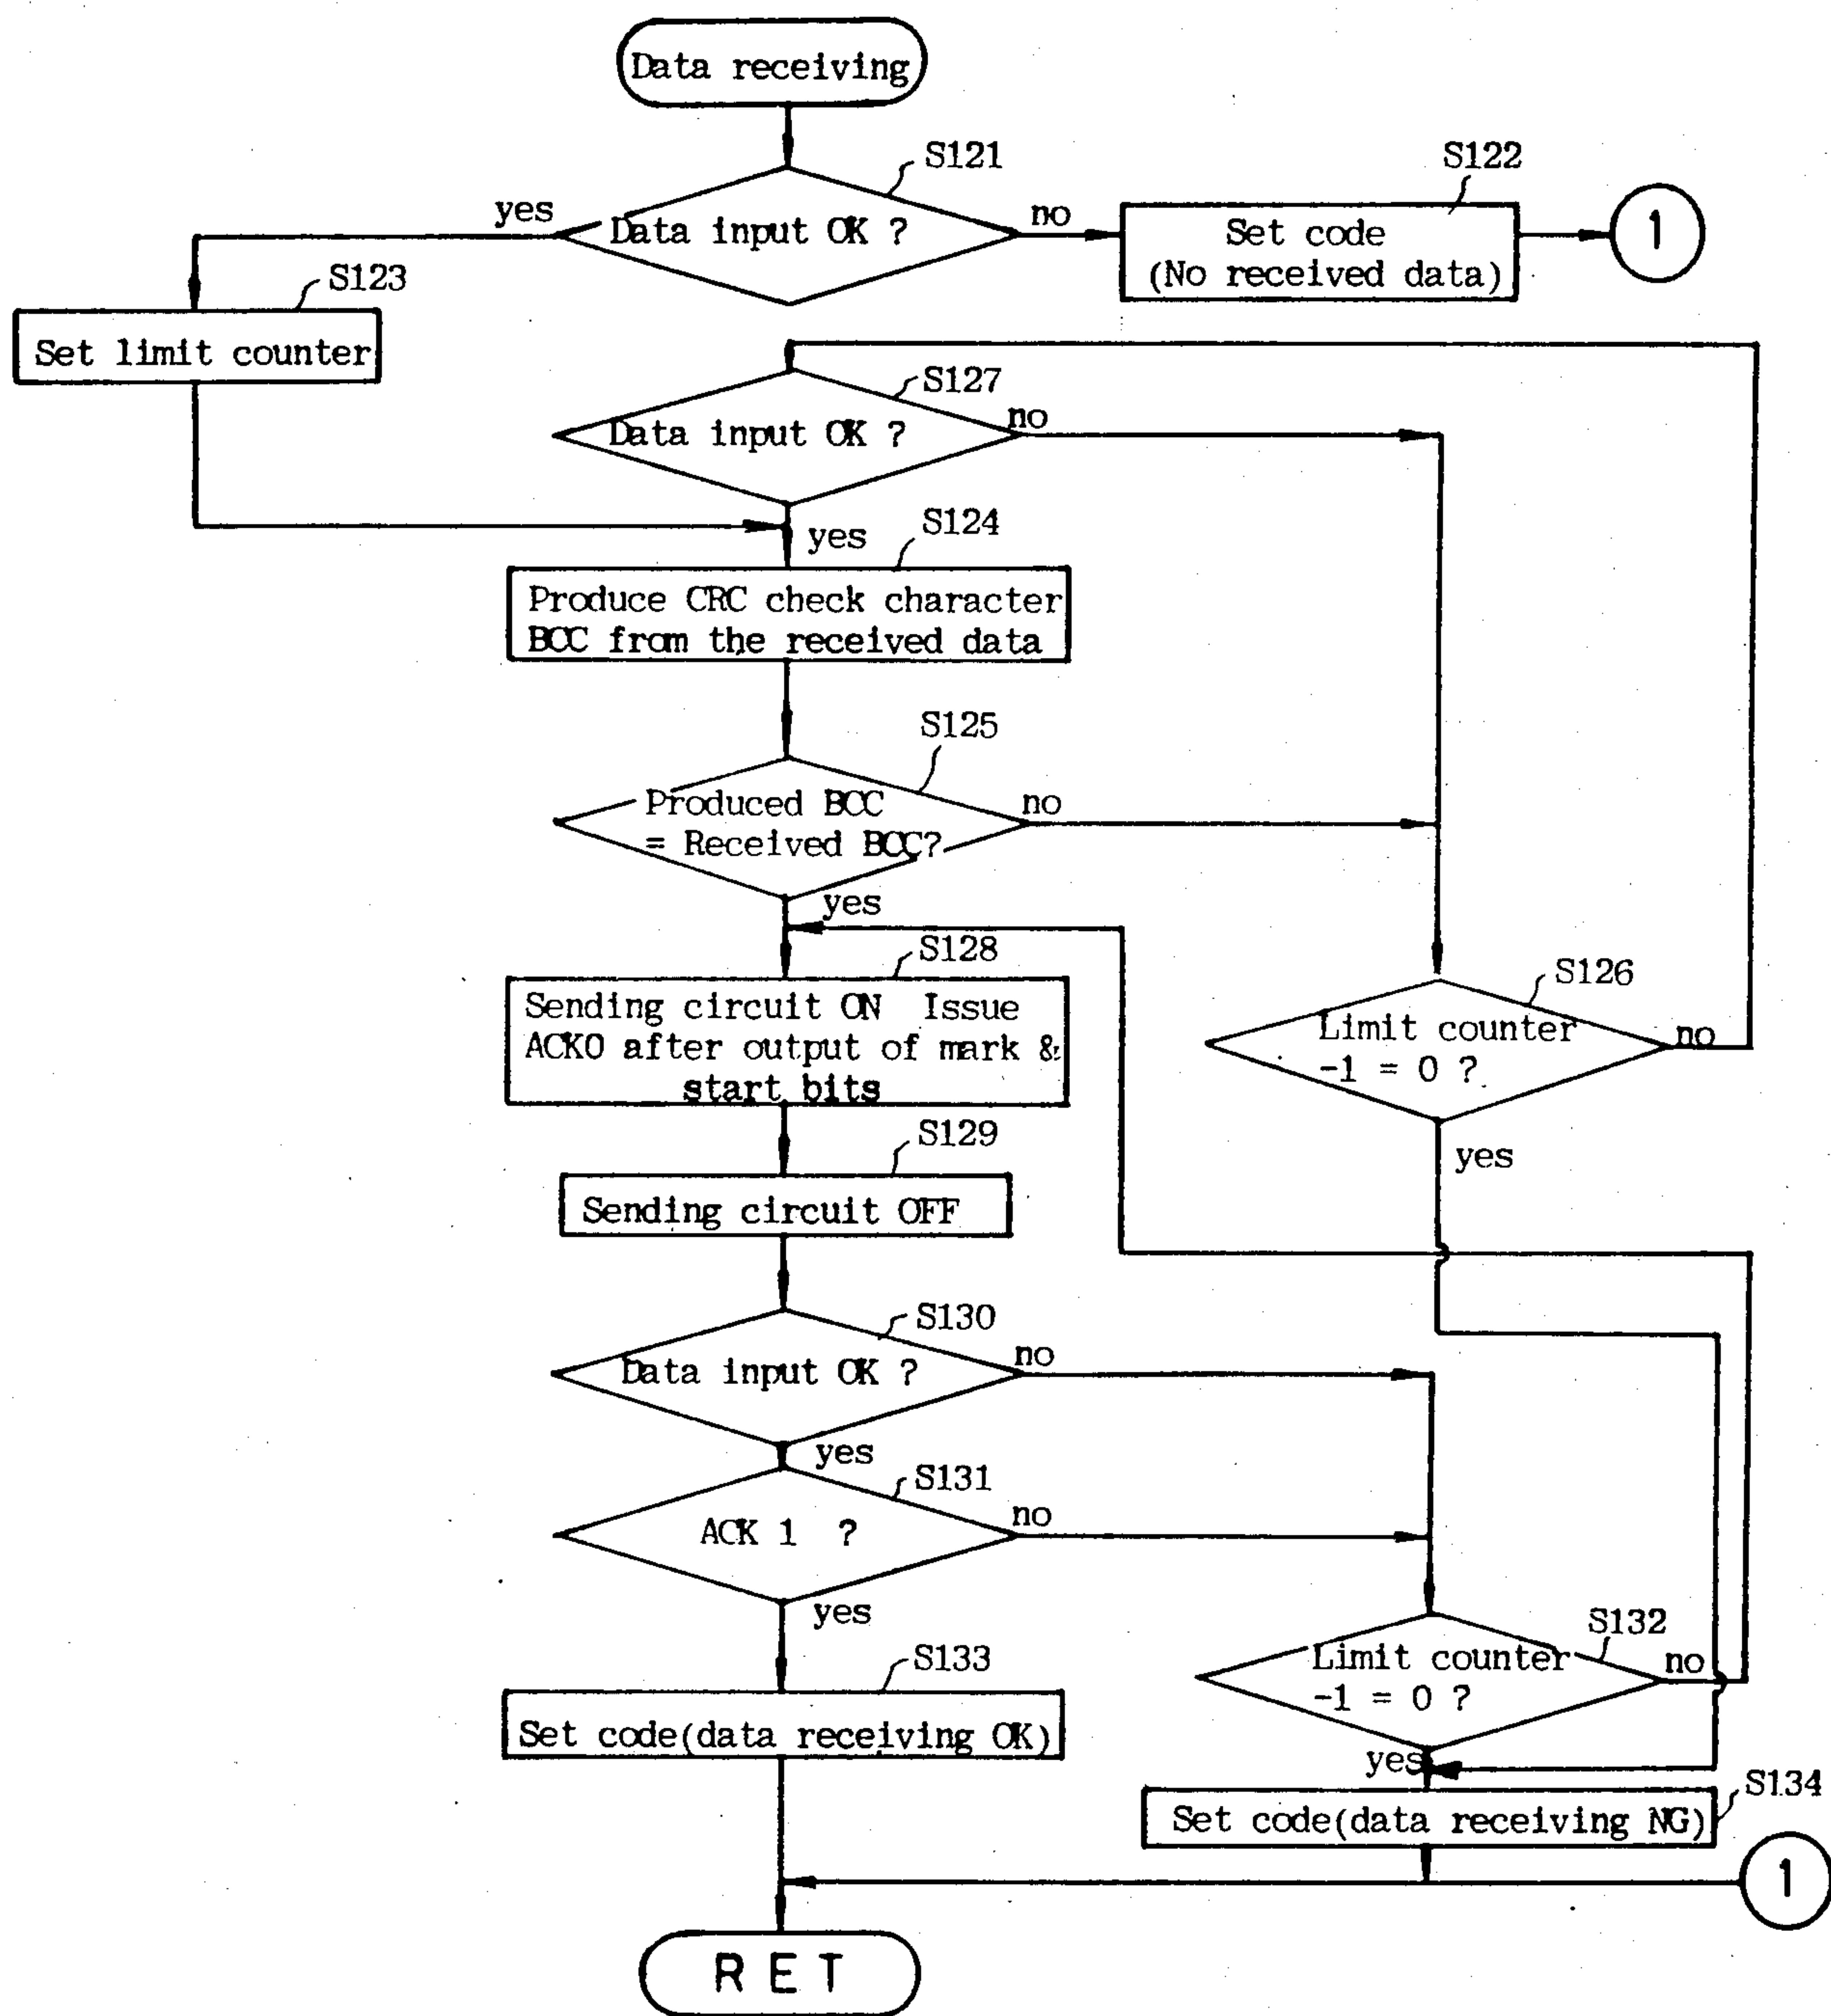 Data receiving
S121
S122
yes
Data input OK ?
no
Set code
(No received data)
1
S123
Set limit counter
S127
Data input OK ?
no
yes
S124
Produce CRC check character
BCC from the received data
S125
Produced BCC
= Received BCC?
no
yes
S128
Sending circuit ON Issue
ACK0 after output of mark &
start bits
S126
Limit counter
-1 = 0 ?
no
yes
S129
Sending circuit OFF
S130
Data input OK ?
no
yes
S131
ACK 1 ?
no
yes
S132
Limit counter
-1 = 0 ?
no
yes
S133
Set code(data receiving OK)
S134
Set code(data receiving NG)
1
RET